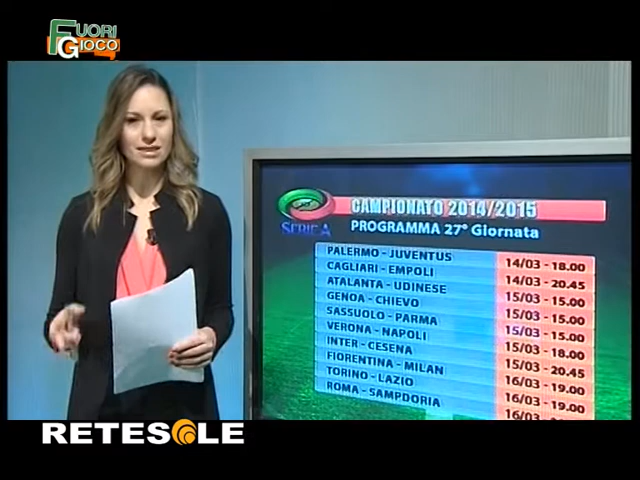 FUORI
GIOCO
CAMPIONATO 2014/2015
SERIE A
PROGRAMMA 27° Giornata
PALERMO - JUVENTUS 14/03 - 18.00
CAGLIARI - EMPOLI 14/03 - 20.45
ATALANTA - UDINESE 15/03 - 15.00
GENOA - CHIEVO 15/03 - 15.00
SASSUOLO - PARMA 15/03 - 15.00
VERONA - NAPOLI 15/03 - 18.00
INTER - CESENA 15/03 - 20.45
FIORENTINA - MILAN 16/03 - 19.00
TORINO - LAZIO 16/03 - 19.00
ROMA - SAMPDORIA 16/03
RETESOLE